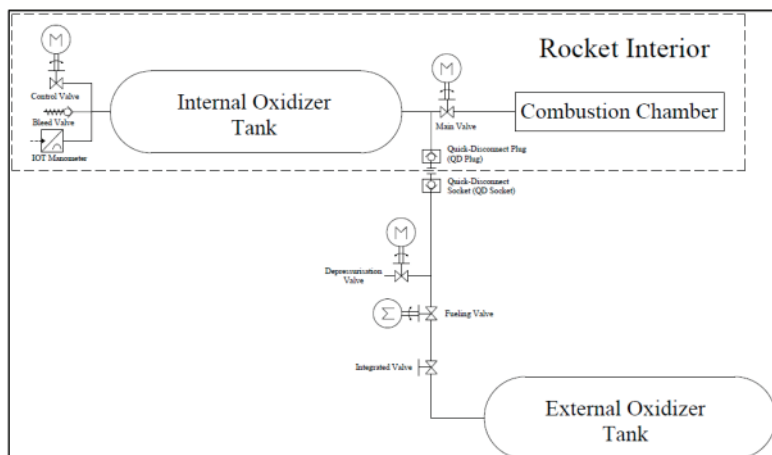 M
Rocket Interior
M
Control Valve
Internal Oxidizer
Tank
Combustion Chamber
Bleed Valve
Main Valve
IOT Manometer
Quick-Disconnect Plug
(QD Plug)
Quick-Disconnect
Socket (QD Socket)
M
Depressurisation
Valve
Σ
Fueling Valve
Integrated Valve
External Oxidizer
Tank